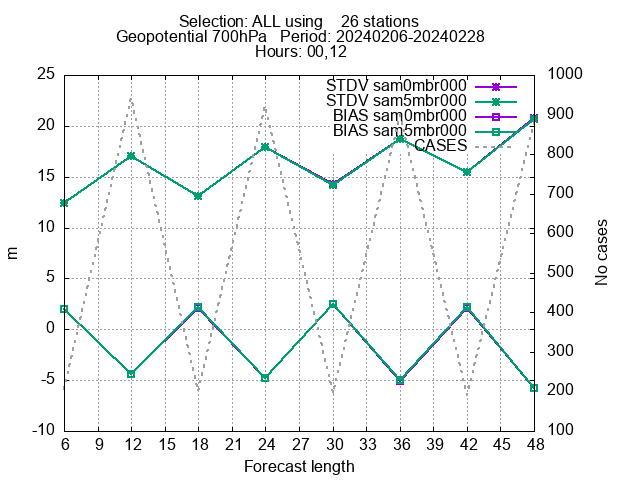 Selection: ALL using    26 stations
Geopotential 700hPa   Period: 20240206-20240228
Hours: 00,12
STDV sam0mbr000
STDV sam5mbr000
BIAS sam0mbr000
BIAS sam5mbr000
CASES
25
20
15
10
5
0
-5
-10
m
1000
900
800
700
600
500
400
300
200
100
No cases
6 9 12 15 18 21 24 27 30 33 36 39 42 45 48
Forecast length